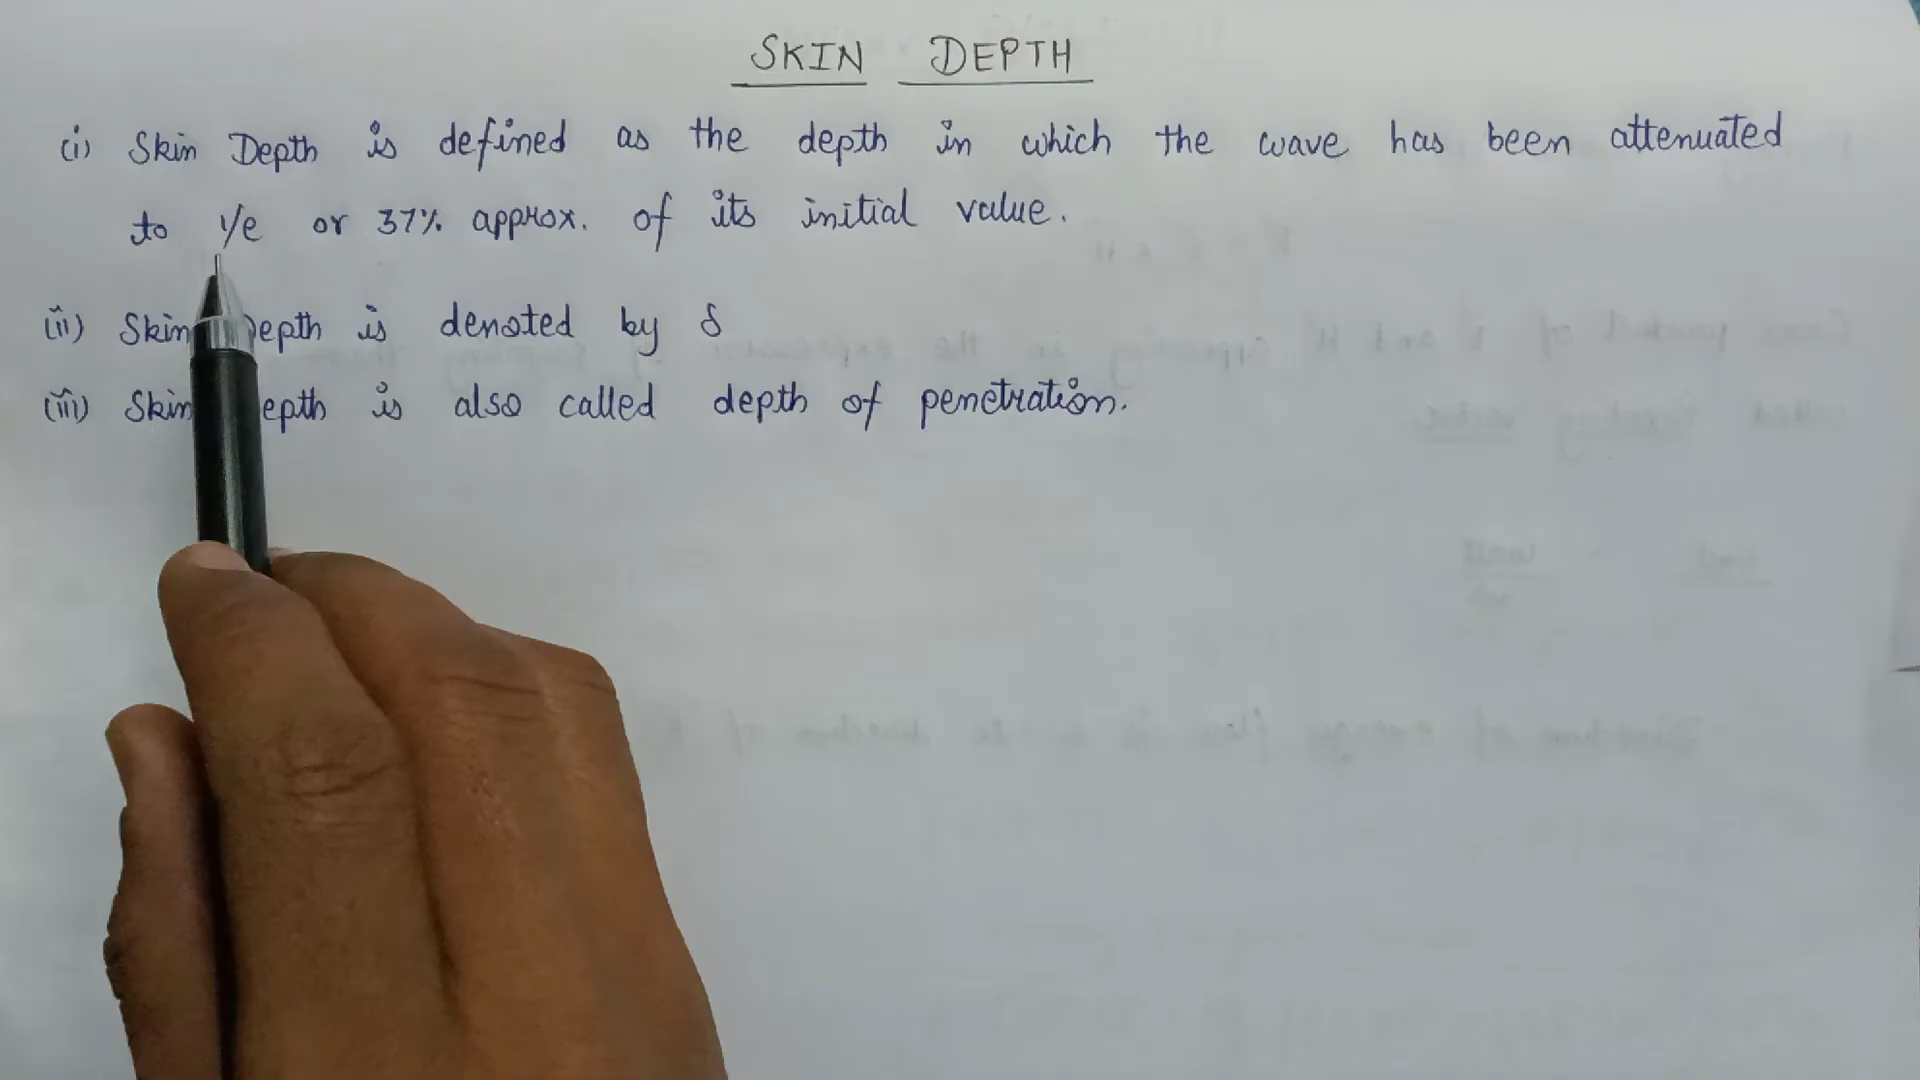 SKIN DEPTH
(i) Skin Depth is defined as the depth in which the wave has been attenuated
to 1/e or 37% approx. of its initial value.
(ii) Skin Depth is denoted by δ
(iii) Skin Depth is also called depth of penetration.